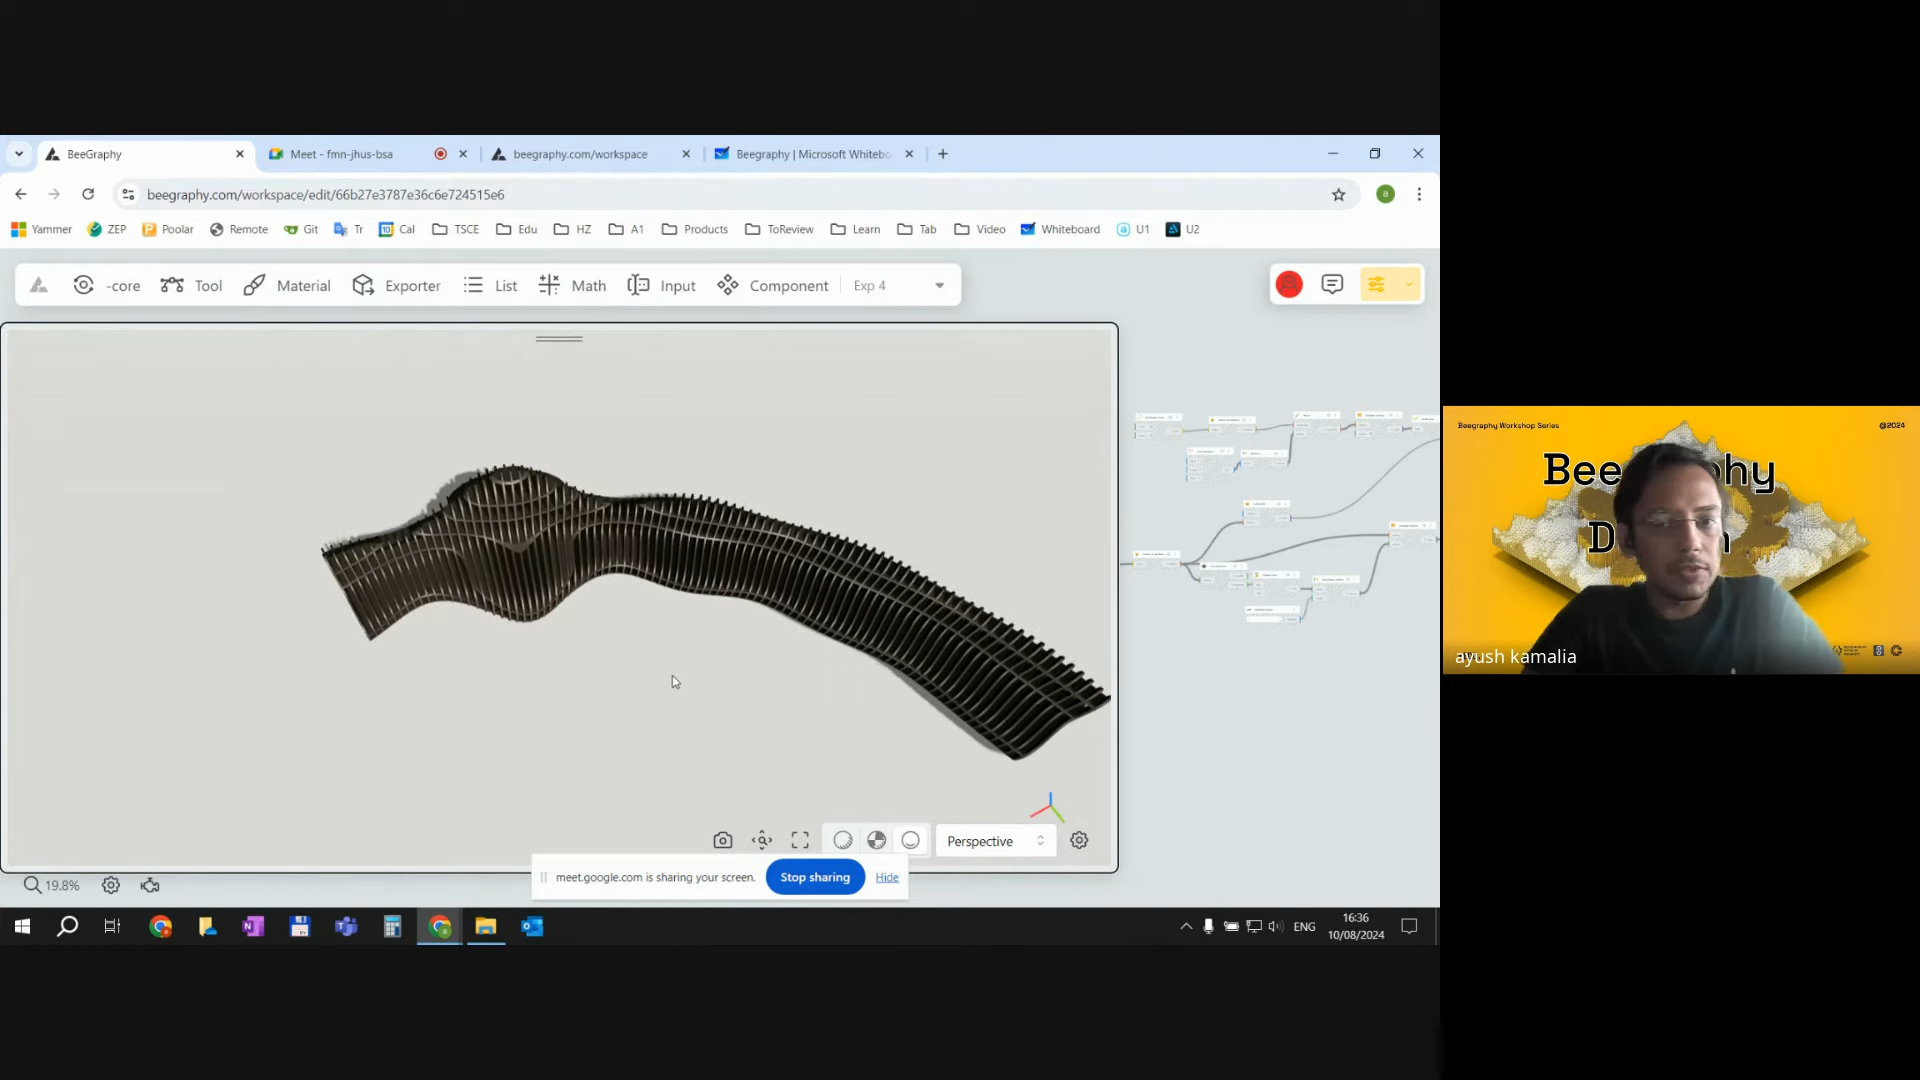 BeeGraphy
Meet - fmn-jhus-bsa
beegraphy.com/workspace
Beegraphy | Microsoft Whitebo
beegraphy.com/workspace/edit/66b27e3787e36c6e724515e6
a
Yammer
ZEP
Poolar
Remote
Git
Tr
Cal
TSCE
Edu
HZ
A1
Products
ToReview
Learn
Tab
Video
Whiteboard
U1
U2
-core
Tool
Material
Exporter
List
Math
Input
Component
Exp 4
Perspective
19.8%
meet.google.com is sharing your screen.
Stop sharing
Hide
ENG
16:36
10/08/2024
Beegraphy Workshop Series
@2024
ayush kamalia